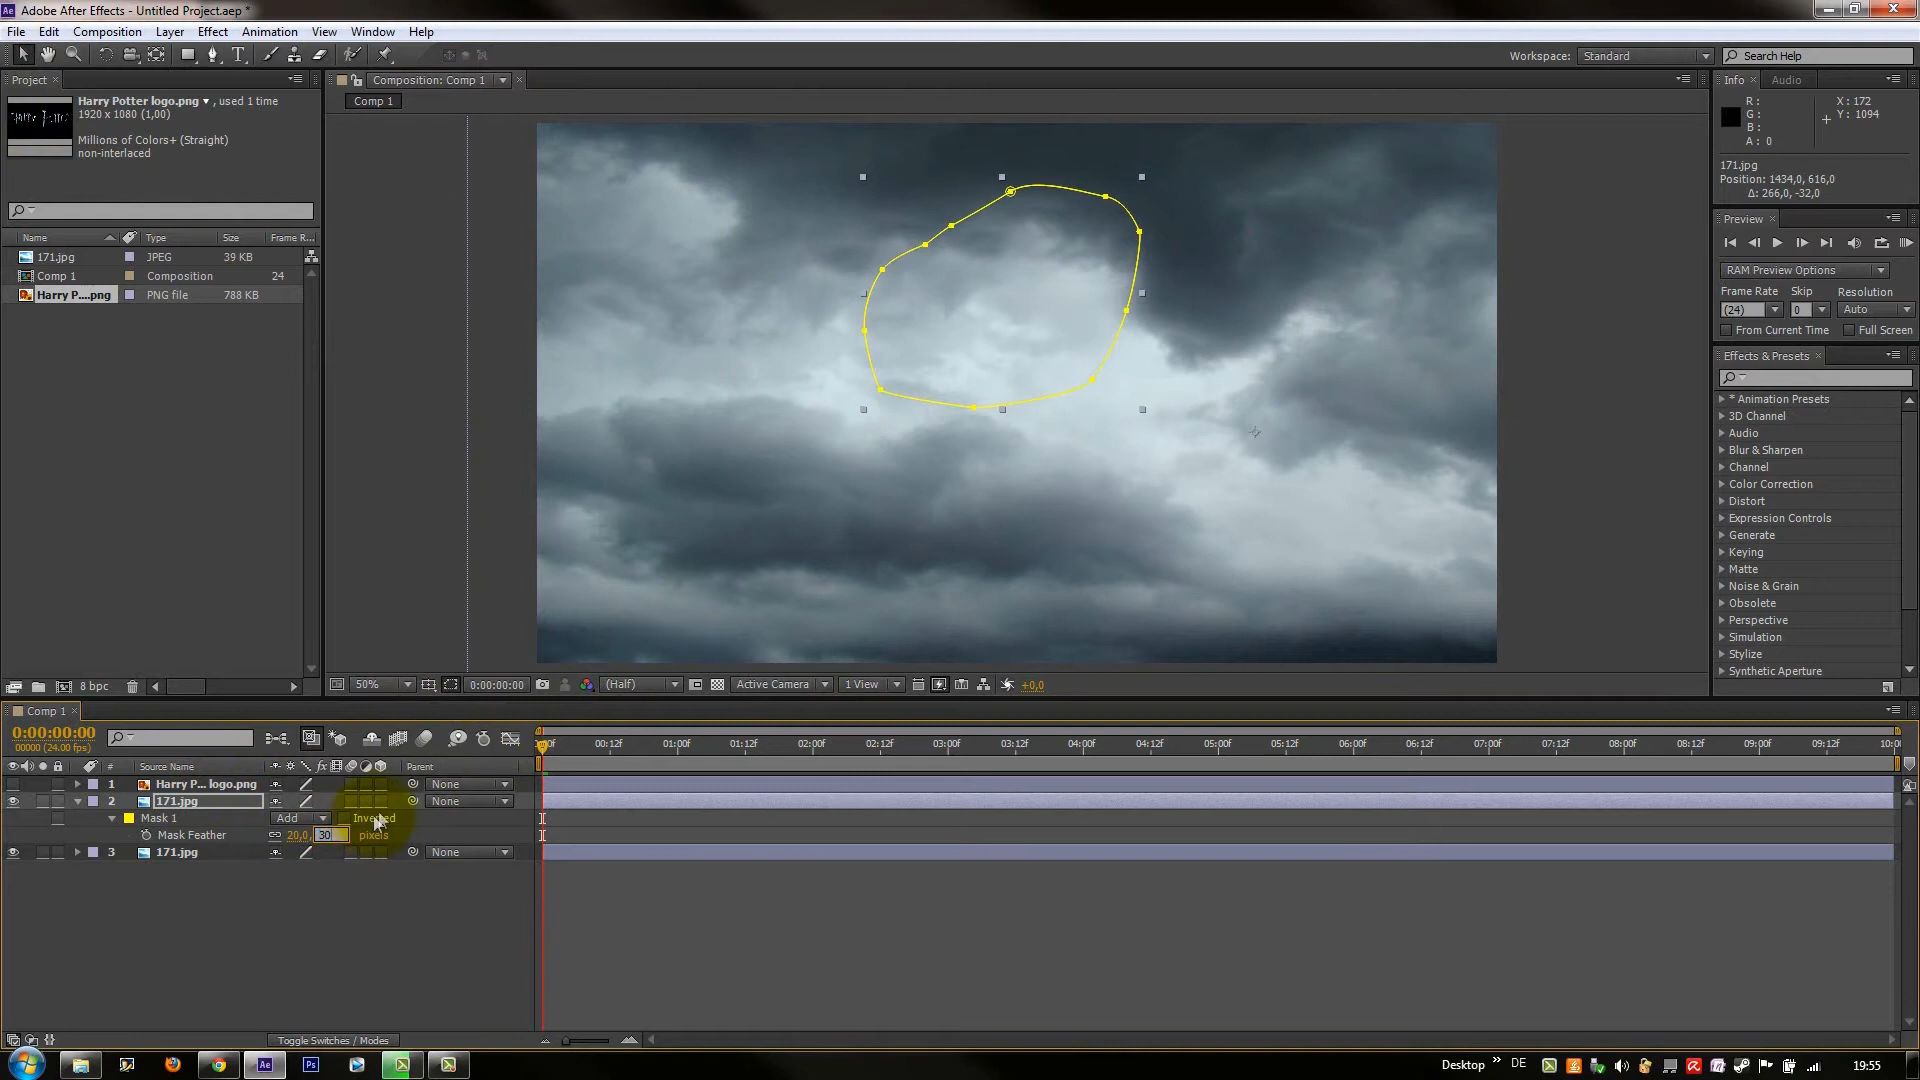 Adobe After Effects - Untitled Project.aep *
File Edit Composition Layer Effect Animation View Window Help
Workspace: Standard Search Help
Project
Harry Potter logo.png , used 1 time
1920 x 1080 (1,00)
Millions of Colors+ (Straight)
non-interlaced
Name Type Size Frame R...
171.jpg JPEG 39 KB
Comp 1 Composition 24
Harry P....png PNG file 788 KB
8 bpc
Composition: Comp 1
Comp 1
50% 0:00:00:00 (Half) Active Camera 1 View +0,0
Info Audio
R: X: 172
G: Y: 1094
B:
A: 0
171.jpg
Position: 1434,0, 616,0
Δ: 266,0, -32,0
Preview
RAM Preview Options
Frame Rate Skip Resolution
(24) 0 Auto
From Current Time Full Screen
Effects & Presets
* Animation Presets
3D Channel
Audio
Blur & Sharpen
Channel
Color Correction
Distort
Expression Controls
Generate
Keying
Matte
Noise & Grain
Obsolete
Perspective
Simulation
Stylize
Synthetic Aperture
Comp 1
0:00:00:00
00000 (24.00 fps)
00:12f 01:00f 01:12f 02:00f 02:12f 03:00f 03:12f 04:00f 04:12f 05:00f 05:12f 06:00f 06:12f 07:00f 07:12f 08:00f 08:12f 09:00f 09:12f
# Source Name fx Parent
1 Harry P... logo.png None
2 171.jpg None
Mask 1 Add Inverted
Mask Feather 20,0, 30 pixels
3 171.jpg None
Toggle Switches / Modes
Ae Ps Desktop DE 19:55